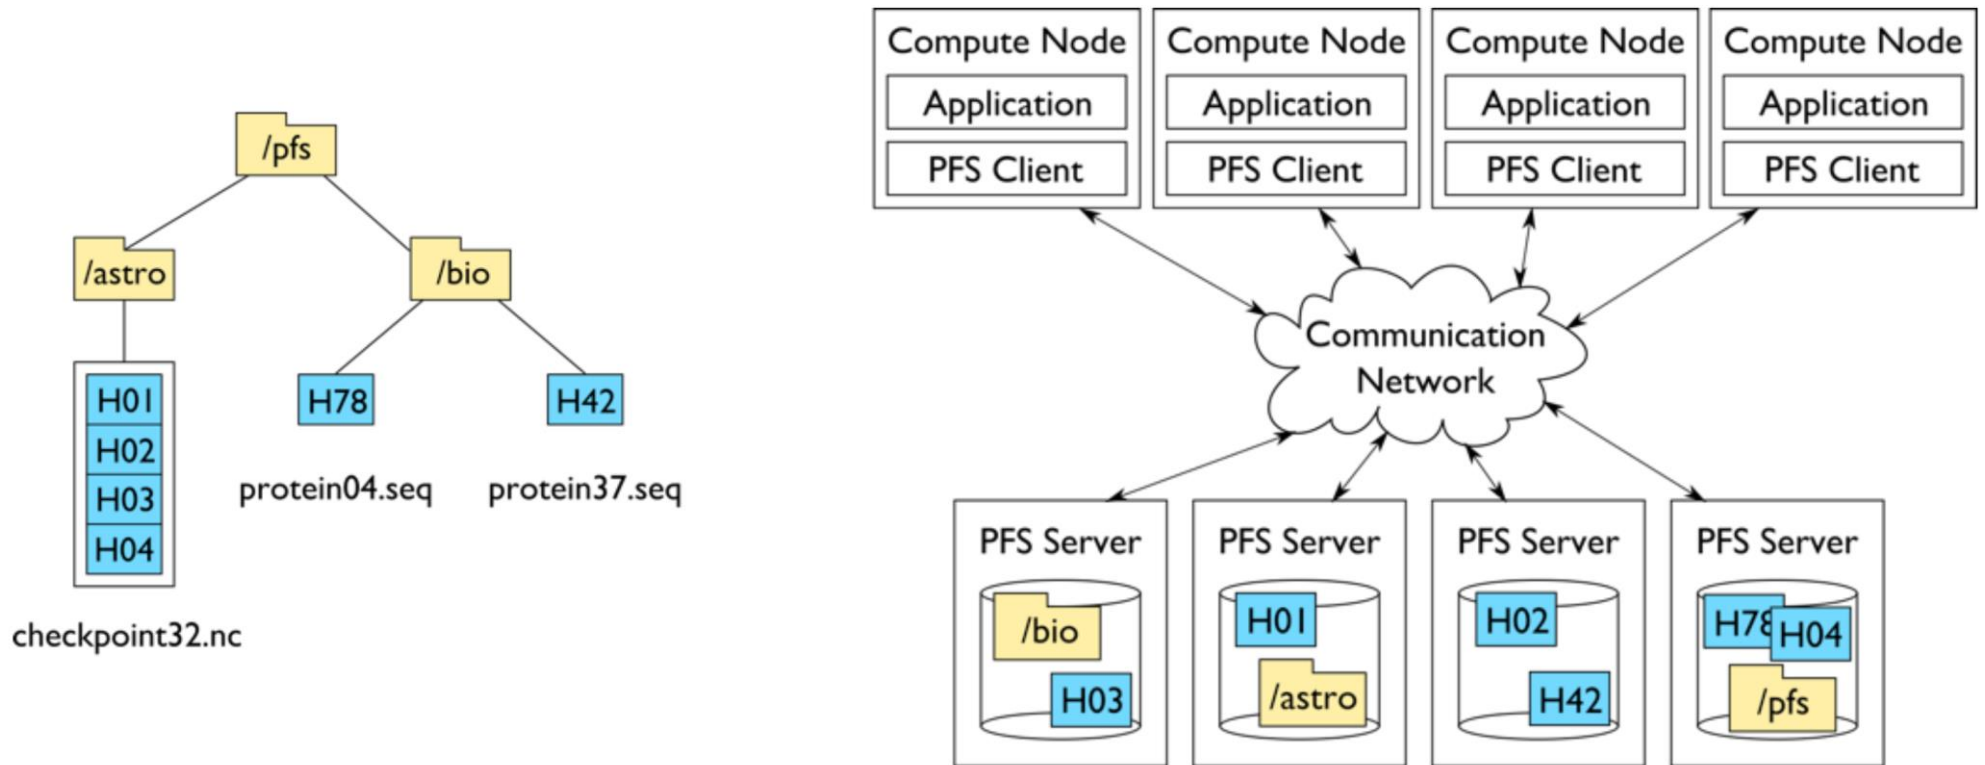 /pfs
/astro
/bio
H01
H02
H03
H04
H78
H42
protein04.seq
protein37.seq
checkpoint32.nc
Compute Node
Application
PFS Client
Compute Node
Application
PFS Client
Compute Node
Application
PFS Client
Compute Node
Application
PFS Client
Communication
Network
PFS Server
/bio
H03
PFS Server
H01
/astro
PFS Server
H02
H42
PFS Server
H78
H04
/pfs